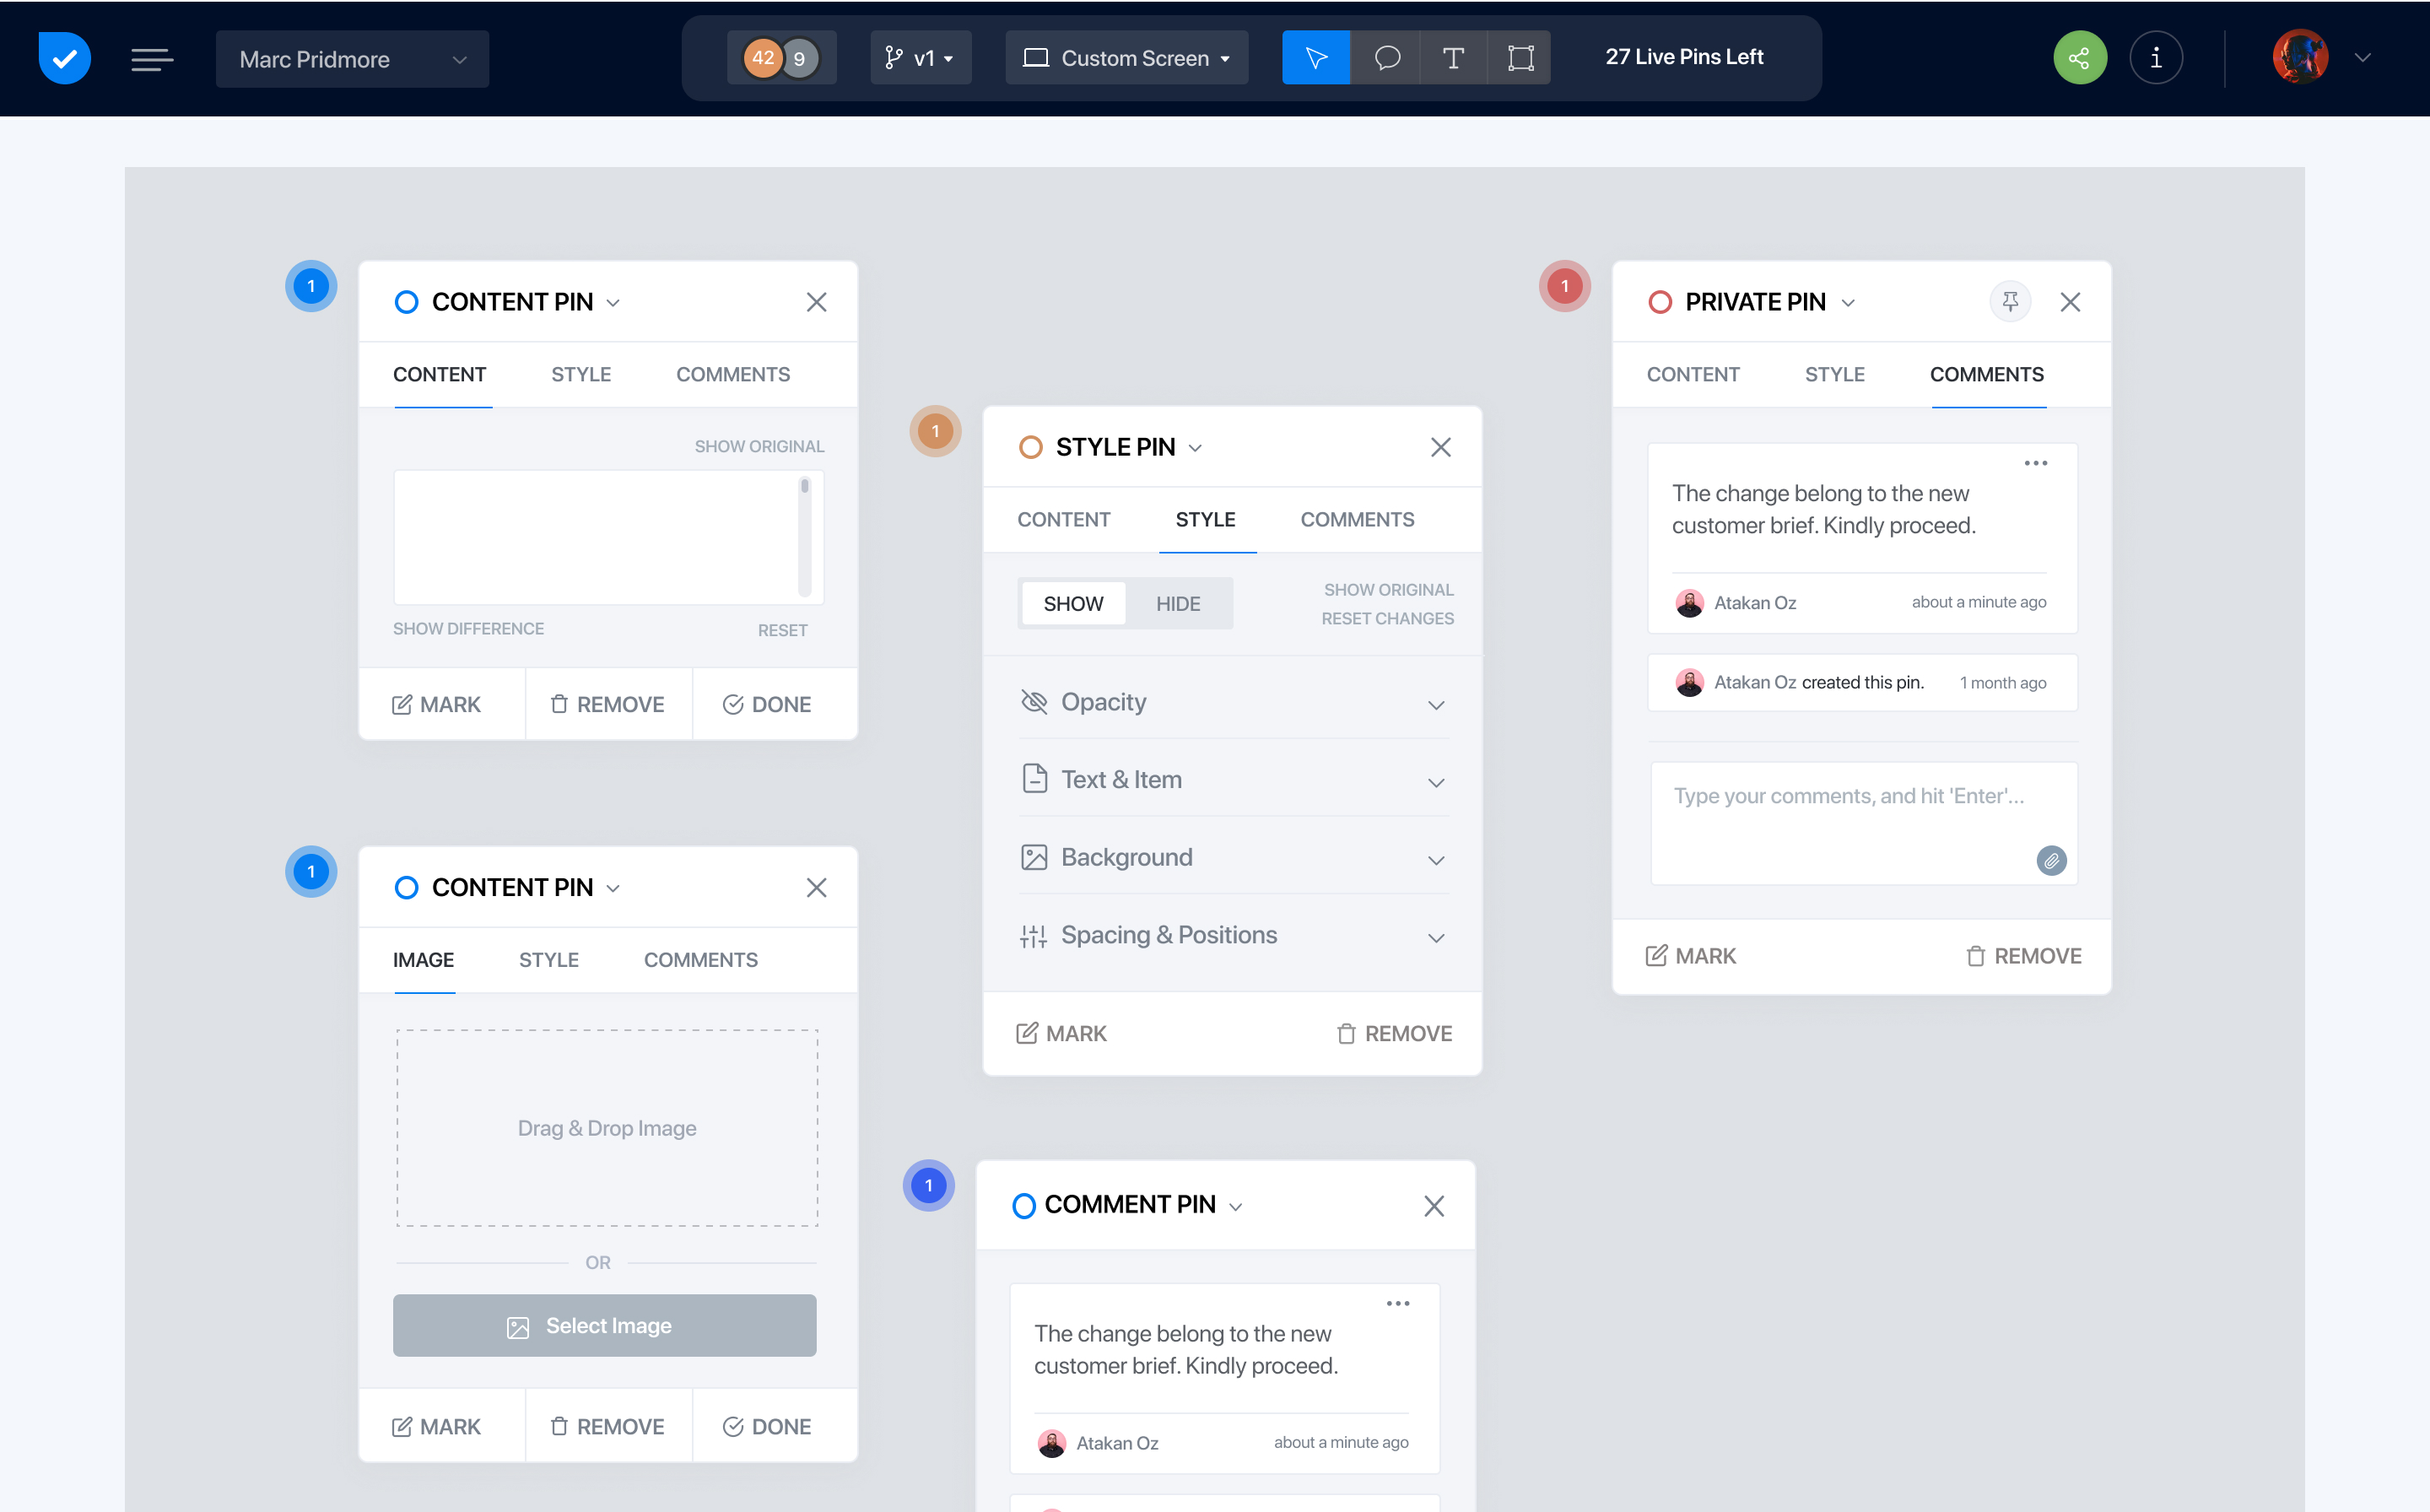 Marc Pridmore
42 9
v1
Custom Screen
T
27 Live Pins Left
i
1
CONTENT PIN
CONTENT STYLE COMMENTS
SHOW ORIGINAL
SHOW DIFFERENCE RESET
MARK REMOVE DONE
1
CONTENT PIN
IMAGE STYLE COMMENTS
Drag & Drop Image
OR
Select Image
MARK REMOVE DONE
1
STYLE PIN
CONTENT STYLE COMMENTS
SHOW HIDE
SHOW ORIGINAL
RESET CHANGES
Opacity
Text & Item
Background
Spacing & Positions
MARK REMOVE
1
COMMENT PIN
The change belong to the new
customer brief. Kindly proceed.
Atakan Oz about a minute ago
1
PRIVATE PIN
CONTENT STYLE COMMENTS
The change belong to the new
customer brief. Kindly proceed.
Atakan Oz about a minute ago
Atakan Oz created this pin. 1 month ago
Type your comments, and hit 'Enter'...
MARK REMOVE